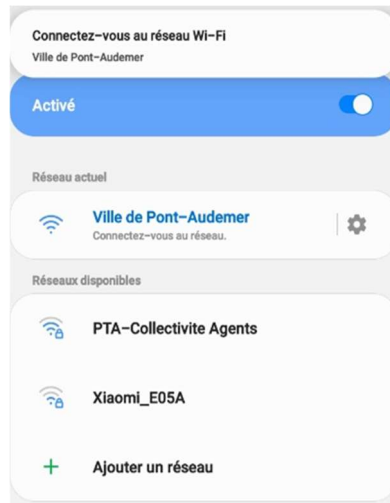 Connectez-vous au réseau Wi-Fi
Ville de Pont-Audemer
Activé
Réseau actuel
Ville de Pont-Audemer
Connectez-vous au réseau.
Réseaux disponibles
PTA-Collectivite Agents
Xiaomi_E05A
Ajouter un réseau